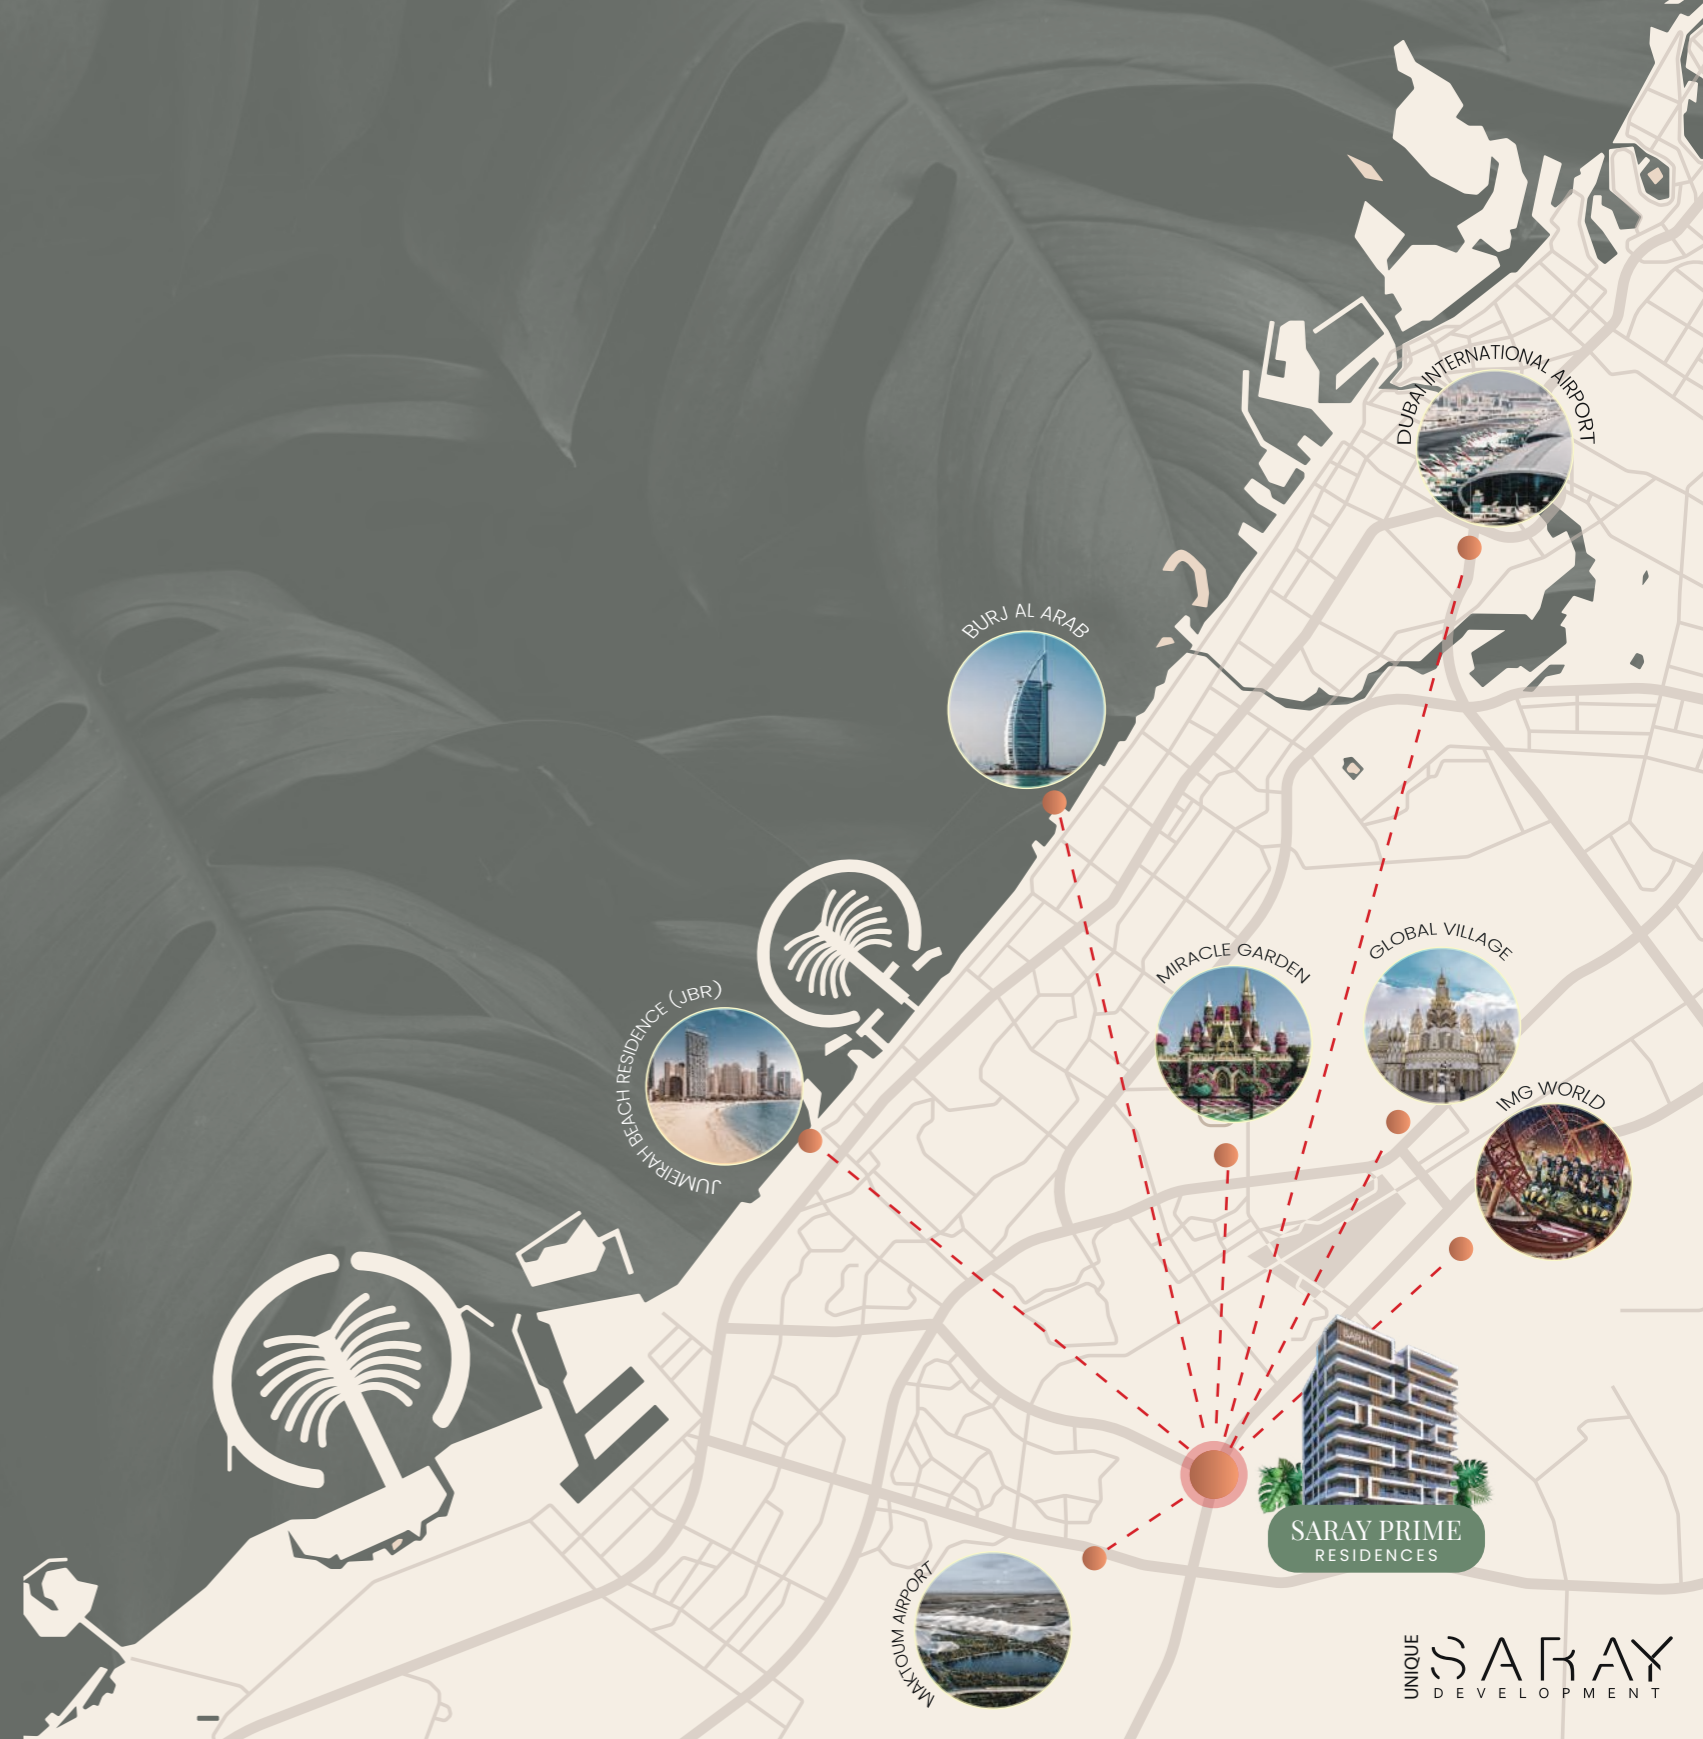 DUBAI INTERNATIONAL AIRPORT
BURJ AL ARAB
MIRACLE GARDEN
GLOBAL VILLAGE
JUMEIRAH BEACH RESIDENCE (JBR)
IMG WORLD
SARAY
SARAY PRIME
RESIDENCES
MAKTOUM AIRPORT
UNIQUE
SARAY
DEVELOPMENT